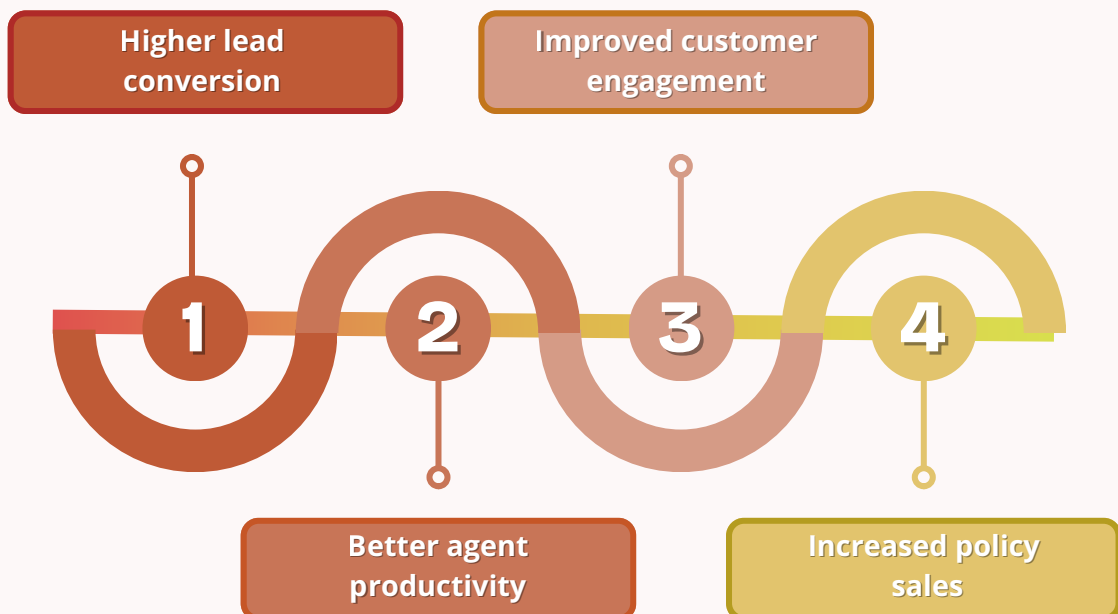 Higher lead
conversion
Improved customer
engagement
1
2
3
4
Better agent
productivity
Increased policy
sales